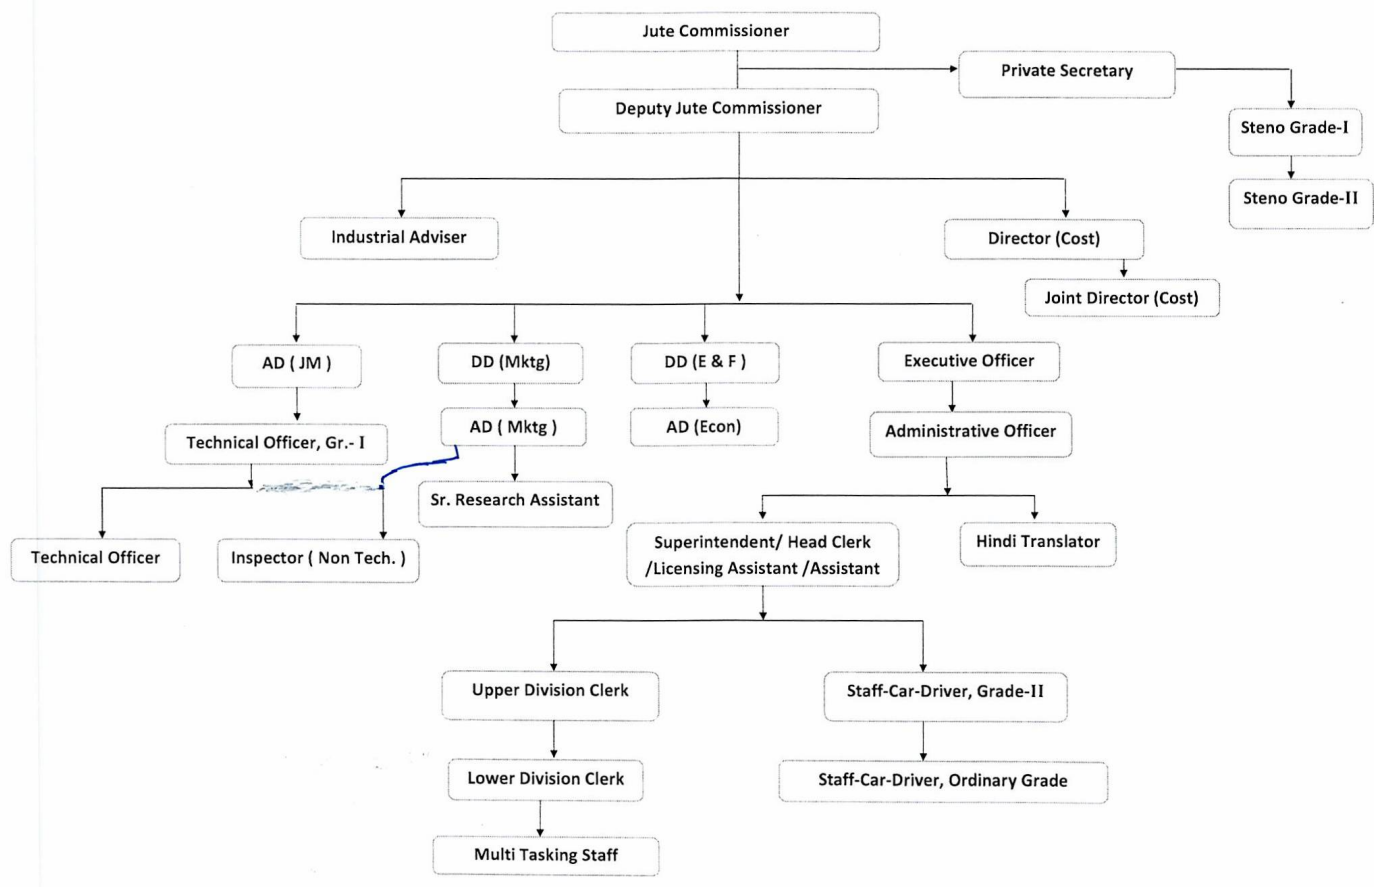 Jute Commissioner
Private Secretary
Deputy Jute Commissioner
Steno Grade-I
Steno Grade-II
Industrial Adviser
Director (Cost)
Joint Director (Cost)
AD ( JM )
DD (Mktg)
DD (E & F )
Executive Officer
Technical Officer, Gr.- I
AD ( Mktg )
AD (Econ)
Administrative Officer
Sr. Research Assistant
Technical Officer
Inspector ( Non Tech. )
Superintendent/ Head Clerk
/Licensing Assistant /Assistant
Hindi Translator
Upper Division Clerk
Staff-Car-Driver, Grade-II
Lower Division Clerk
Staff-Car-Driver, Ordinary Grade
Multi Tasking Staff